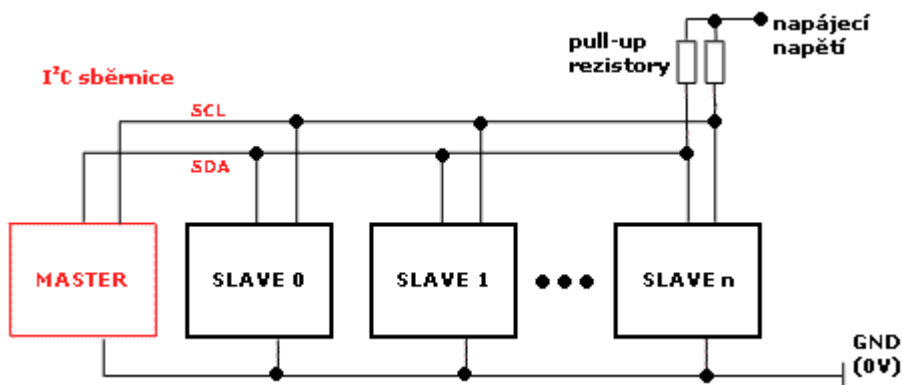 napájecí
napětí
pull-up
rezistory
I²C sběrnice
SCL
SDA
MASTER
SLAVE 0
SLAVE 1
SLAVE n
GND
(0V)